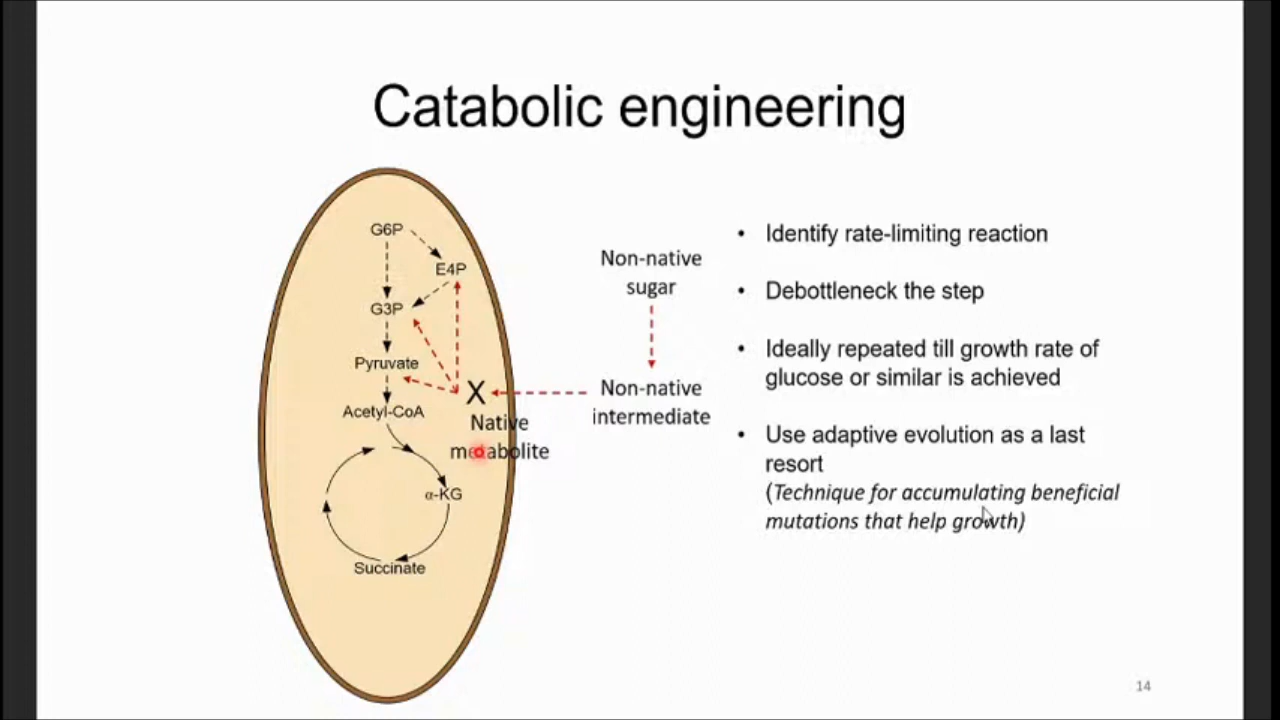 Catabolic engineering
G6P
E4P
G3P
Pyruvate
Acetyl-CoA
α-KG
Succinate
X
Native
metabolite
Non-native
sugar
Non-native
intermediate
• Identify rate-limiting reaction
• Debottleneck the step
• Ideally repeated till growth rate of
glucose or similar is achieved
• Use adaptive evolution as a last
resort
(Technique for accumulating beneficial
mutations that help growth)
14